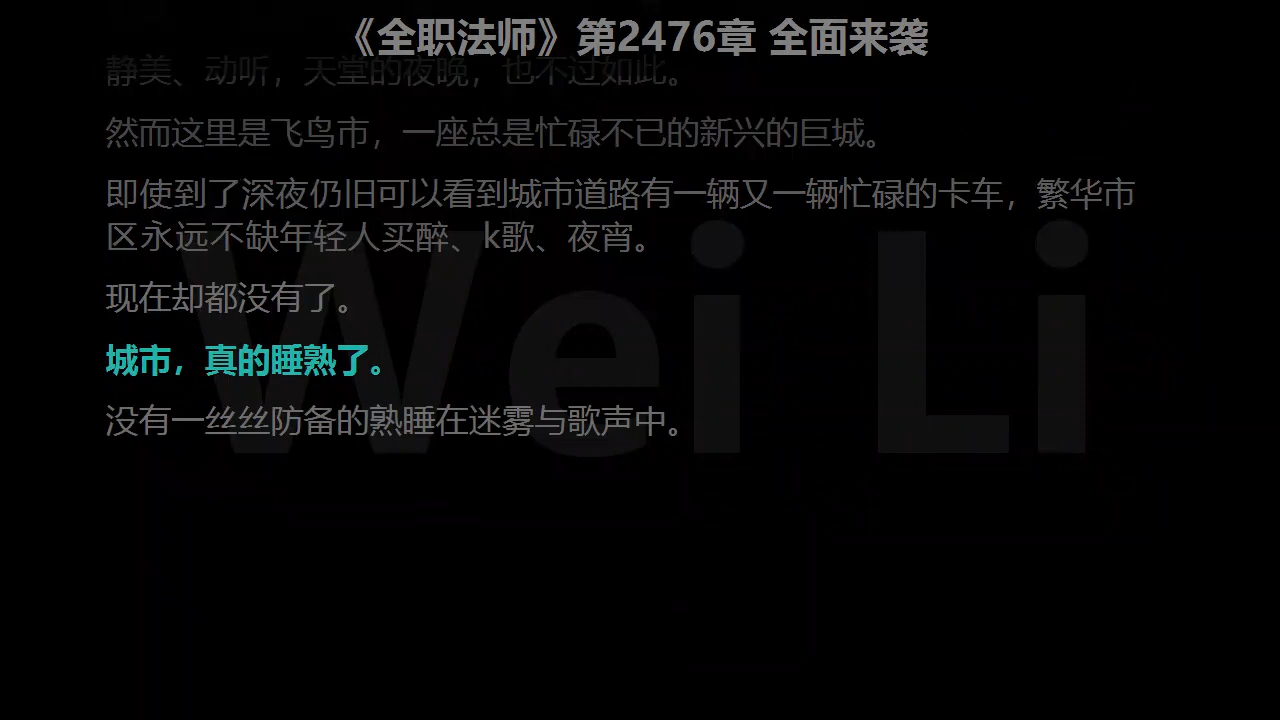 《全职法师》第2476章 全面来袭
静美、动听，天堂的夜晚，也不过如此。
然而这里是飞鸟市，一座总是忙碌不已的新兴的巨城。
即使到了深夜仍旧可以看到城市道路有一辆又一辆忙碌的卡车，繁华市
区永远不缺年轻人买醉、k歌、夜宵。
现在却都没有了。
城市，真的睡熟了。
没有一丝丝防备的熟睡在迷雾与歌声中。
Wei Li